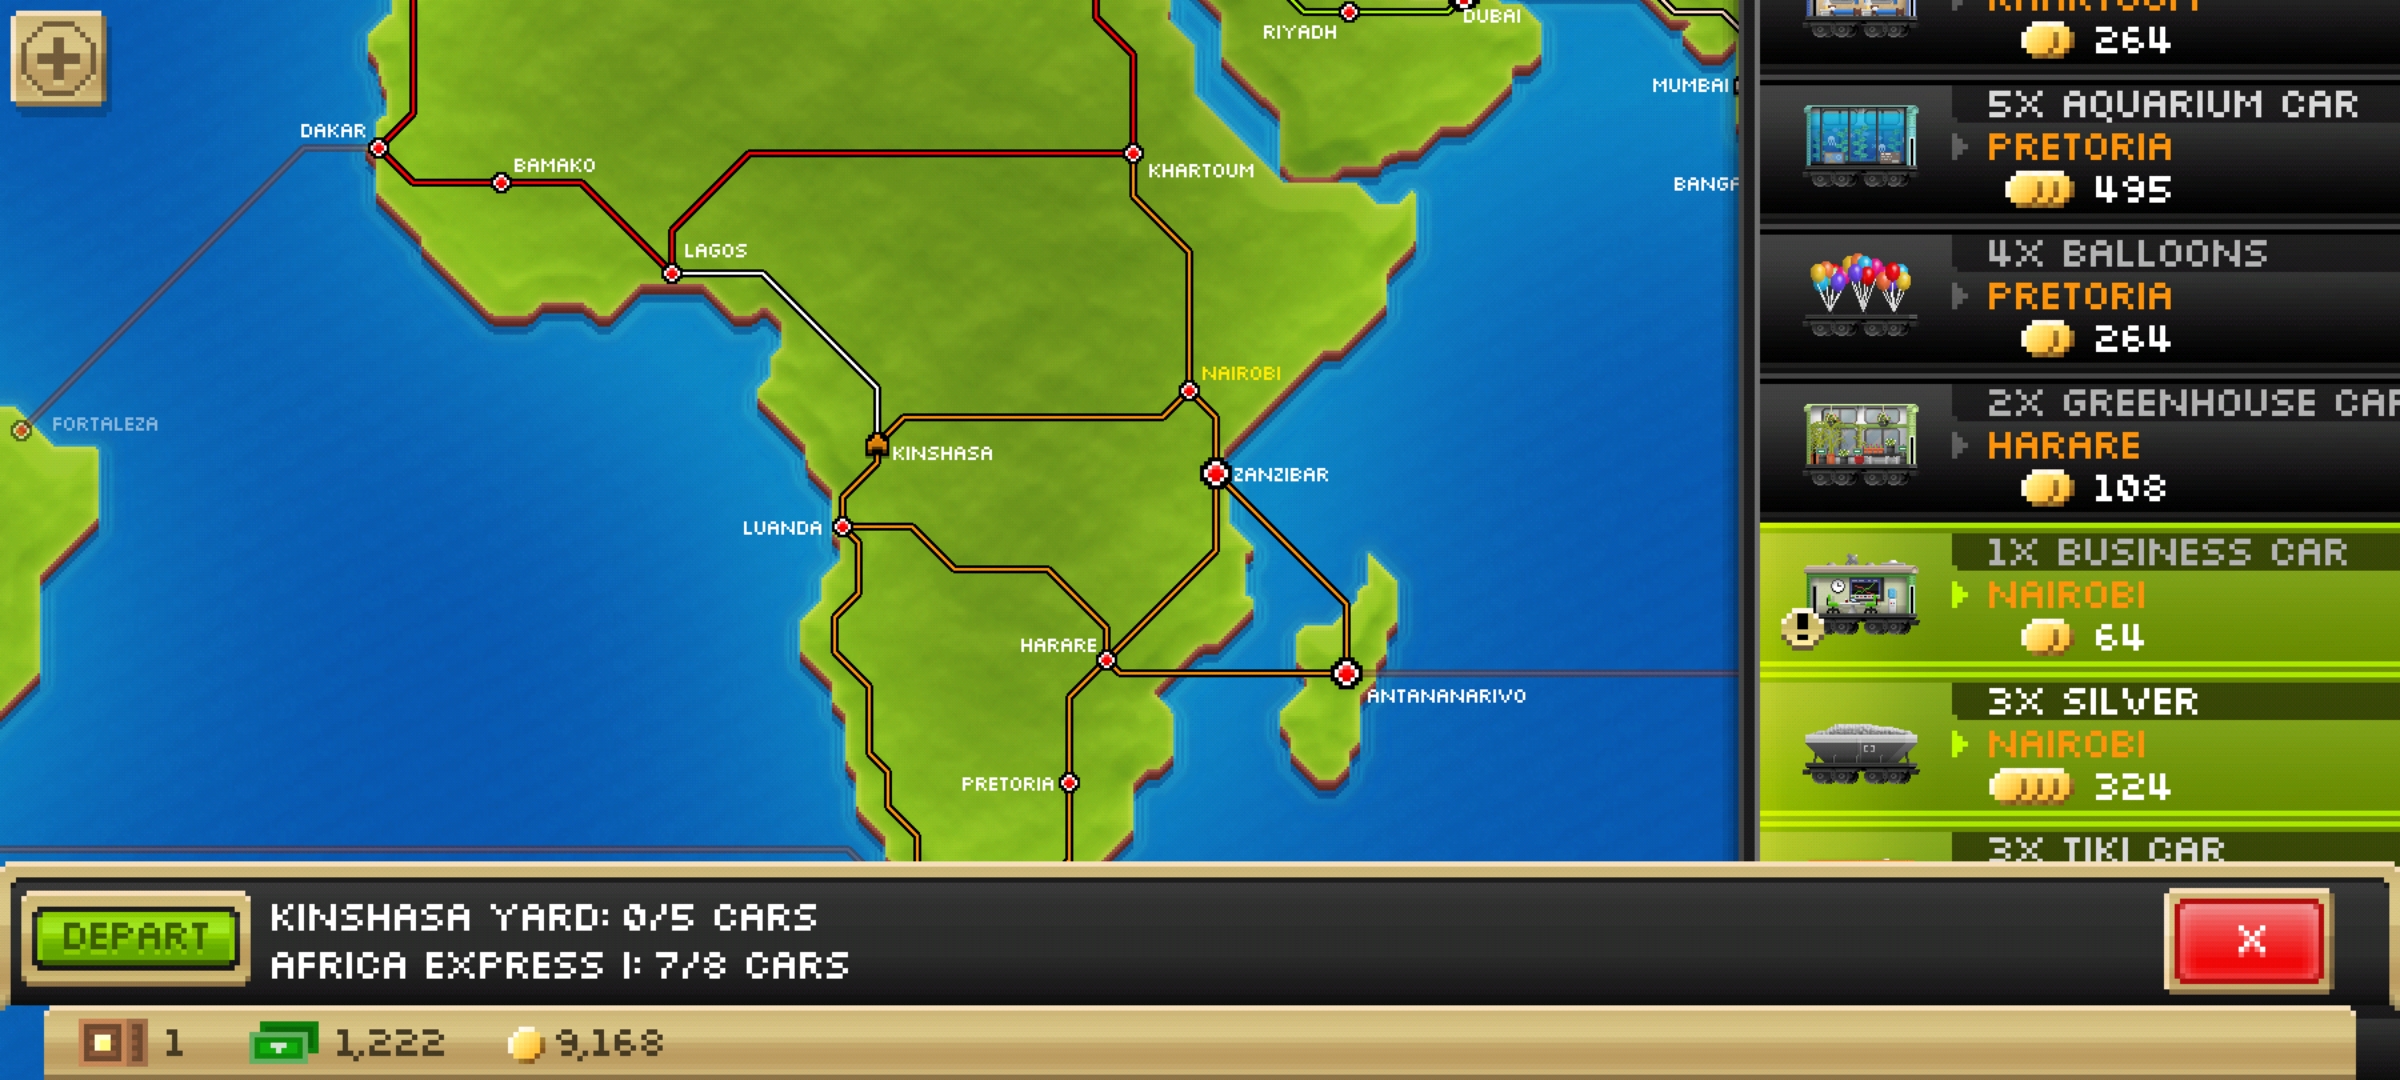 RIYADH
DUBAI
MUMBAI
DAKAR
BAMAKO
KHARTOUM
LAGOS
FORTALEZA
NAIROBI
KINSHASA
ZANZIBAR
LUANDA
HARARE
ANTANANARIVO
PRETORIA
KHARTOUM
264
5X AQUARIUM CAR
PRETORIA
495
4X BALLOONS
PRETORIA
264
2X GREENHOUSE CAR
HARARE
108
1X BUSINESS CAR
NAIROBI
64
3X SILVER
NAIROBI
324
3X TIKI CAR
DEPART
KINSHASA YARD: 0/5 CARS
AFRICA EXPRESS I: 7/8 CARS
X
1
1,222
9,168